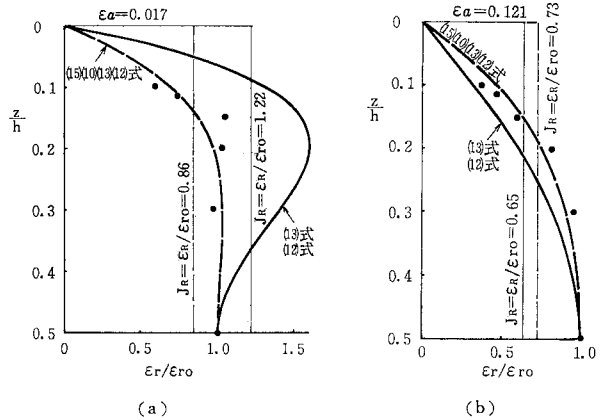 εa=0.017
0
0.1
z/h
0.2
0.3
0.4
0.5
(15)(10)(13)(12)式
JR=εR/εro=0.86
JR=εR/εro=1.22
(13)式
(12)式
0
1.0
1.5
εr/εro
(a)
εa=0.121
0
0.1
z/h
0.2
0.3
0.4
0.5
(15)(10)(13)(12)式
JR=εR/εro=0.73
(13)式
(12)式
JR=εR/εro=0.65
0
0.5
1.0
εr/εro
(b)